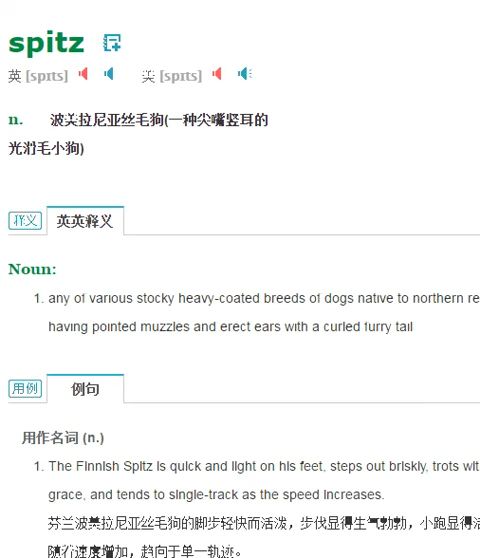 spitz
英 [spɪts] 美 [spɪts]
n. 波美拉尼亚丝毛狗(一种尖嘴竖耳的
光滑毛小狗)
释义 英英释义
Noun:
1. any of various stocky heavy-coated breeds of dogs native to northern re
having pointed muzzles and erect ears with a curled furry tail
用例 例句
用作名词 (n.)
1. The Finnish Spitz is quick and light on his feet, steps out briskly, trots wit
grace, and tends to single-track as the speed increases.
芬兰波美拉尼亚丝毛狗的脚步轻快而活泼，步伐显得生气勃勃，小跑显得
随着速度增加，趋向于单一轨迹。